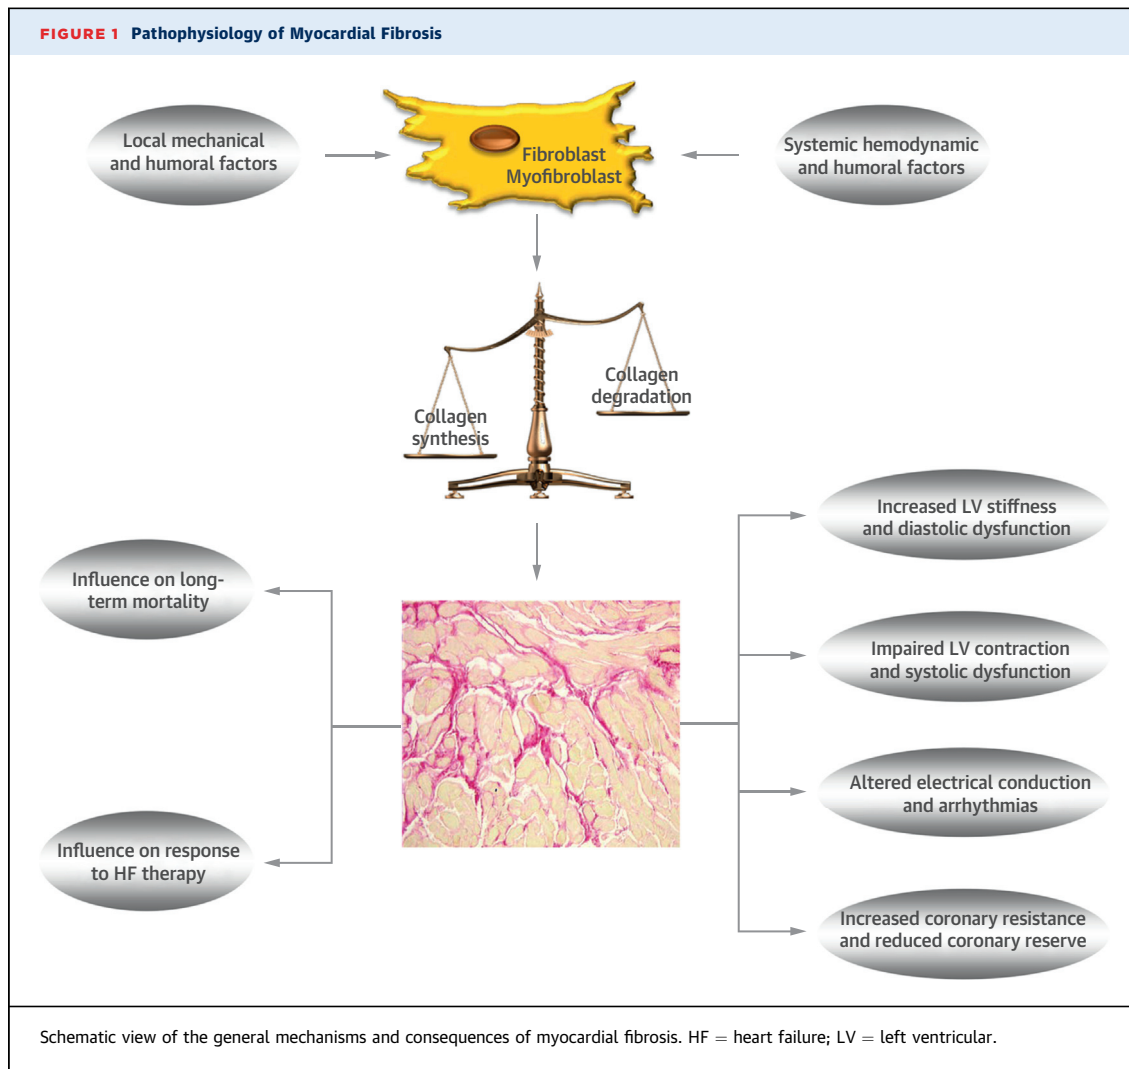 FIGURE 1 Pathophysiology of Myocardial Fibrosis
Local mechanical
and humoral factors
Fibroblast
Myofibroblast
Systemic hemodynamic
and humoral factors
Collagen
degradation
Collagen
synthesis
Increased LV stiffness
and diastolic dysfunction
Influence on long-
term mortality
Impaired LV contraction
and systolic dysfunction
Altered electrical conduction
and arrhythmias
Influence on response
to HF therapy
Increased coronary resistance
and reduced coronary reserve
Schematic view of the general mechanisms and consequences of myocardial fibrosis. HF = heart failure; LV = left ventricular.